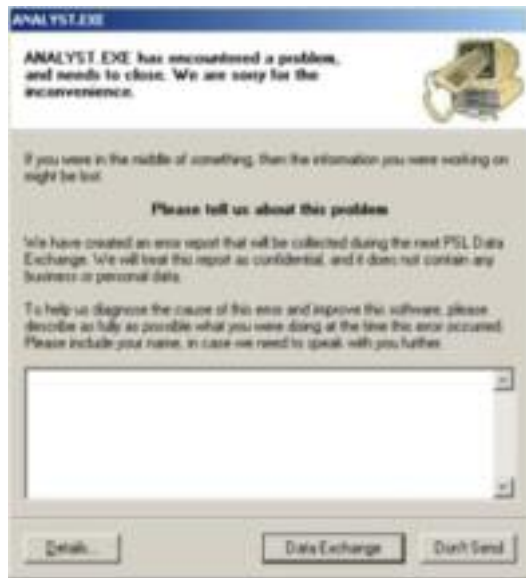 ANALYST.EXE
ANALYST.EXE has encountered a problem,
and needs to close. We are sorry for the
inconvenience.
If you were in the middle of something, then the information you were working on
might be lost.
Please tell us about this problem
We have created an error report that will be collected during the next PSL Data
Exchange. We will treat this report as confidential, and it does not contain any
business or personal data.
To help us diagnose the cause of this error and improve this software, please
describe as fully as possible what you were doing at the time this error occurred.
Please include your name, in case we need to speak with you further.
Details...
Data Exchange
Don't Send